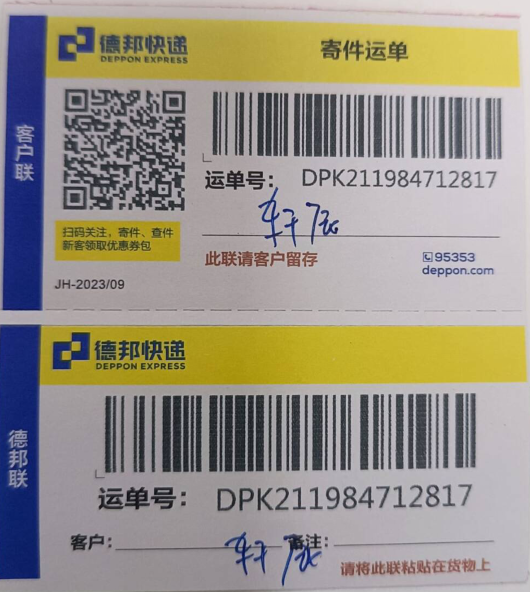 德邦快递
DEPPON EXPRESS
寄件运单
客户联
运单号: DPK211984712817
扫码关注,寄件、查件
新客领取优惠券包
此联请客户留存
95353
deppon.com
JH-2023/09
德邦快递
DEPPON EXPRESS
德邦联
运单号: DPK211984712817
客户: 备注:
请将此联粘贴在货物上